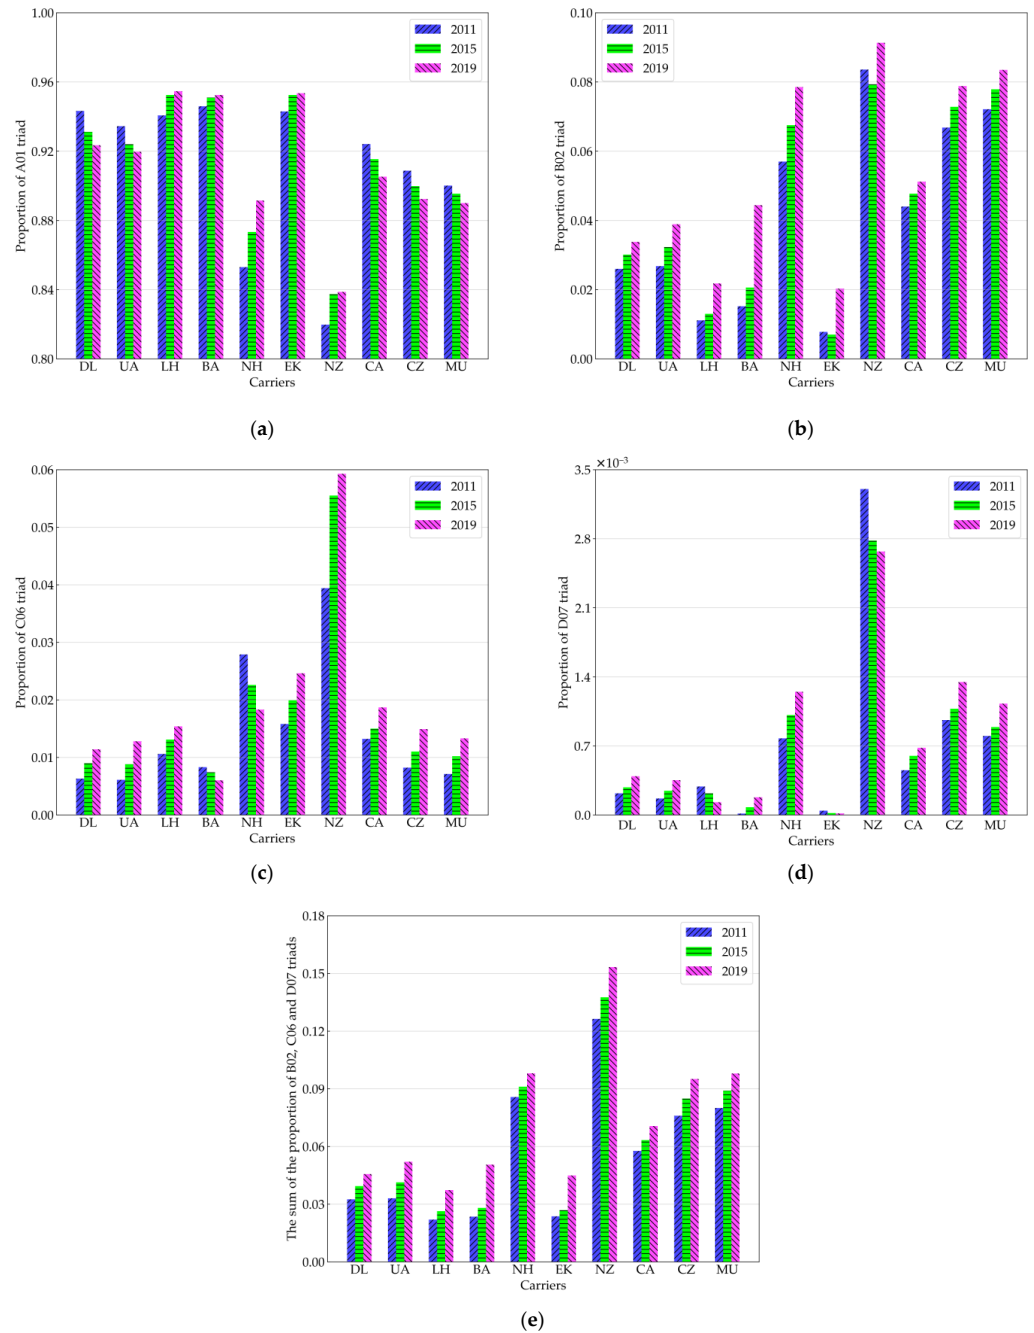 1.00
0.96
0.92
0.88
0.84
0.80
Proportion of A01 triad
2011
2015
2019
DL UA LH BA NH EK NZ CA CZ MU
Carriers
(a)
0.10
0.08
0.06
0.04
0.02
0.00
Proportion of B02 triad
2011
2015
2019
DL UA LH BA NH EK NZ CA CZ MU
Carriers
(b)
0.06
0.05
0.04
0.03
0.02
0.01
0.00
Proportion of C06 triad
2011
2015
2019
DL UA LH BA NH EK NZ CA CZ MU
Carriers
(c)
×10⁻³
3.5
2.8
2.1
1.4
0.7
0.0
Proportion of D07 triad
2011
2015
2019
DL UA LH BA NH EK NZ CA CZ MU
Carriers
(d)
0.18
0.15
0.12
0.09
0.06
0.03
0.00
The sum of the proportion of B02, C06 and D07 triads
2011
2015
2019
DL UA LH BA NH EK NZ CA CZ MU
Carriers
(e)